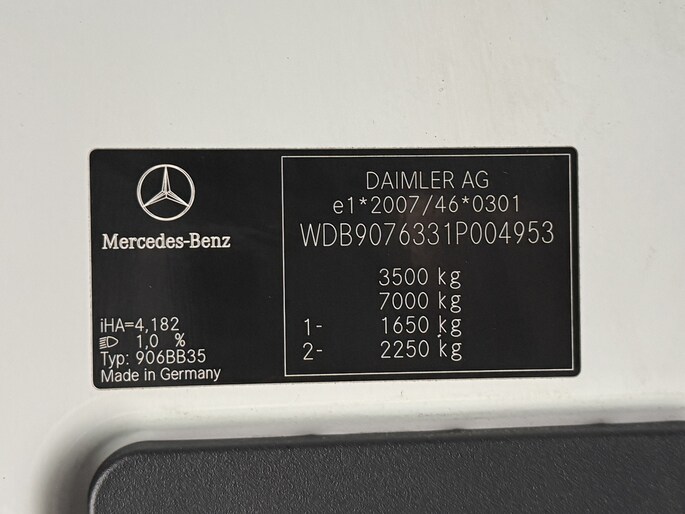 Mercedes-Benz
iHA=4,182
1,0 %
Typ: 906BB35
Made in Germany
DAIMLER AG
e1*2007/46*0301
WDB9076331P004953
3500 kg
7000 kg
1- 1650 kg
2- 2250 kg